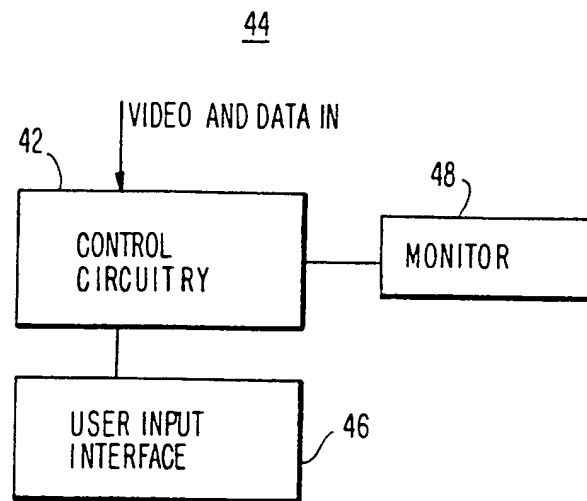 44
VIDEO AND DATA IN
42
CONTROL
CIRCUITRY
48
MONITOR
USER INPUT
INTERFACE
46